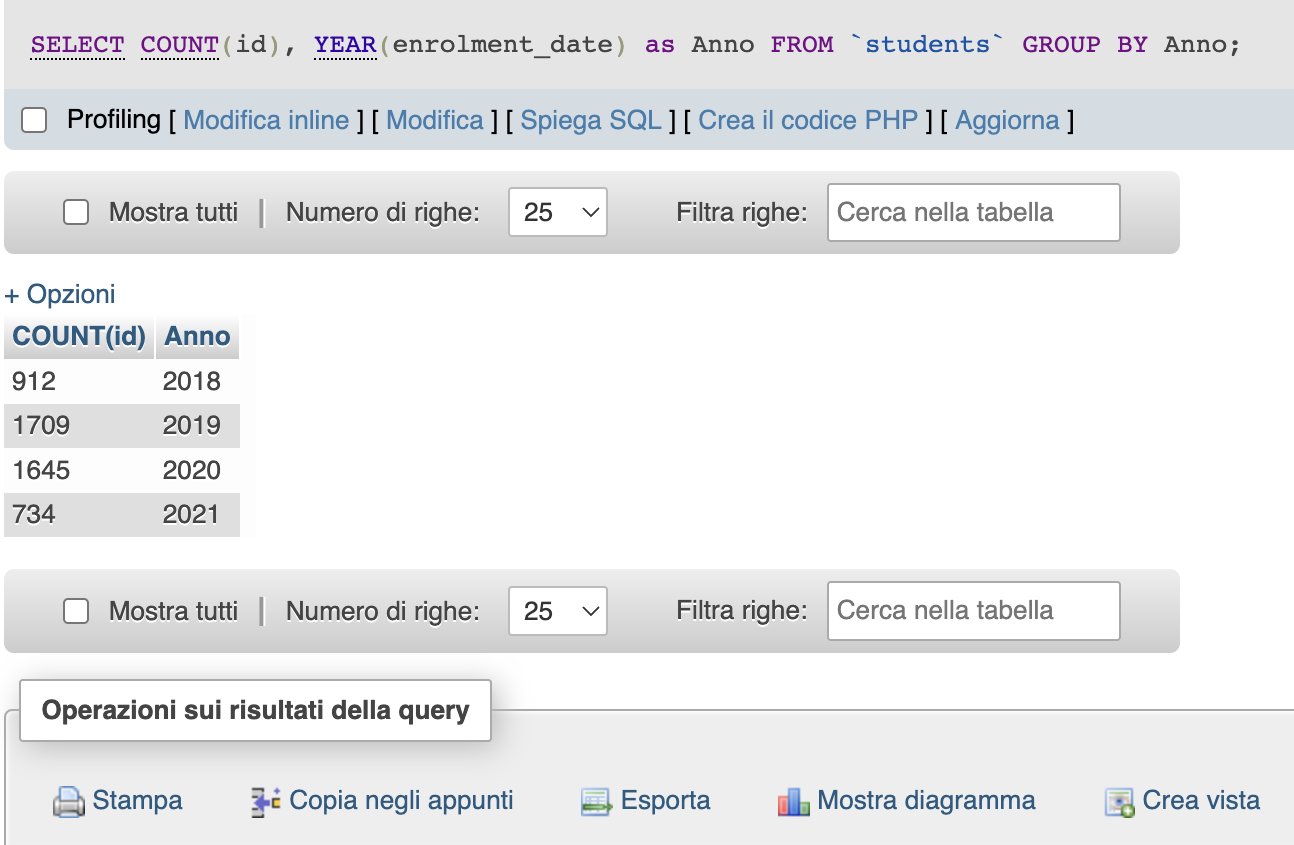 SELECT COUNT(id), YEAR(enrolment_date) as Anno FROM `students` GROUP BY Anno;
Profiling [ Modifica inline ] [ Modifica ] [ Spiega SQL ] [ Crea il codice PHP ] [ Aggiorna ]
Mostra tutti | Numero di righe: 25 Filtra righe: Cerca nella tabella
+ Opzioni
COUNT(id) Anno
912 2018
1709 2019
1645 2020
734 2021
Mostra tutti | Numero di righe: 25 Filtra righe: Cerca nella tabella
Operazioni sui risultati della query
Stampa Copia negli appunti Esporta Mostra diagramma Crea vista